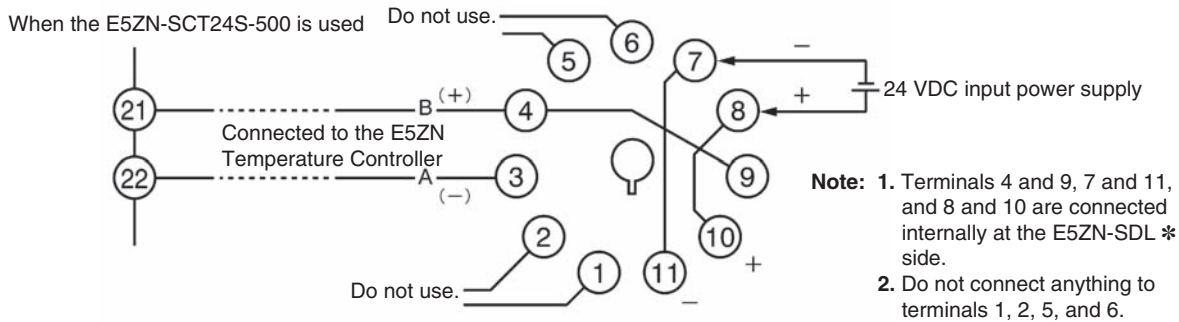 When the E5ZN-SCT24S-500 is used
Do not use.
6
5
7
−
21
B (+)
4
8
+
24 VDC input power supply
Connected to the E5ZN
Temperature Controller
22
A
(−)
3
9
Note: 1. Terminals 4 and 9, 7 and 11,
and 8 and 10 are connected
internally at the E5ZN-SDL ✻
side.
2. Do not connect anything to
terminals 1, 2, 5, and 6.
2
10
+
1
11
−
Do not use.